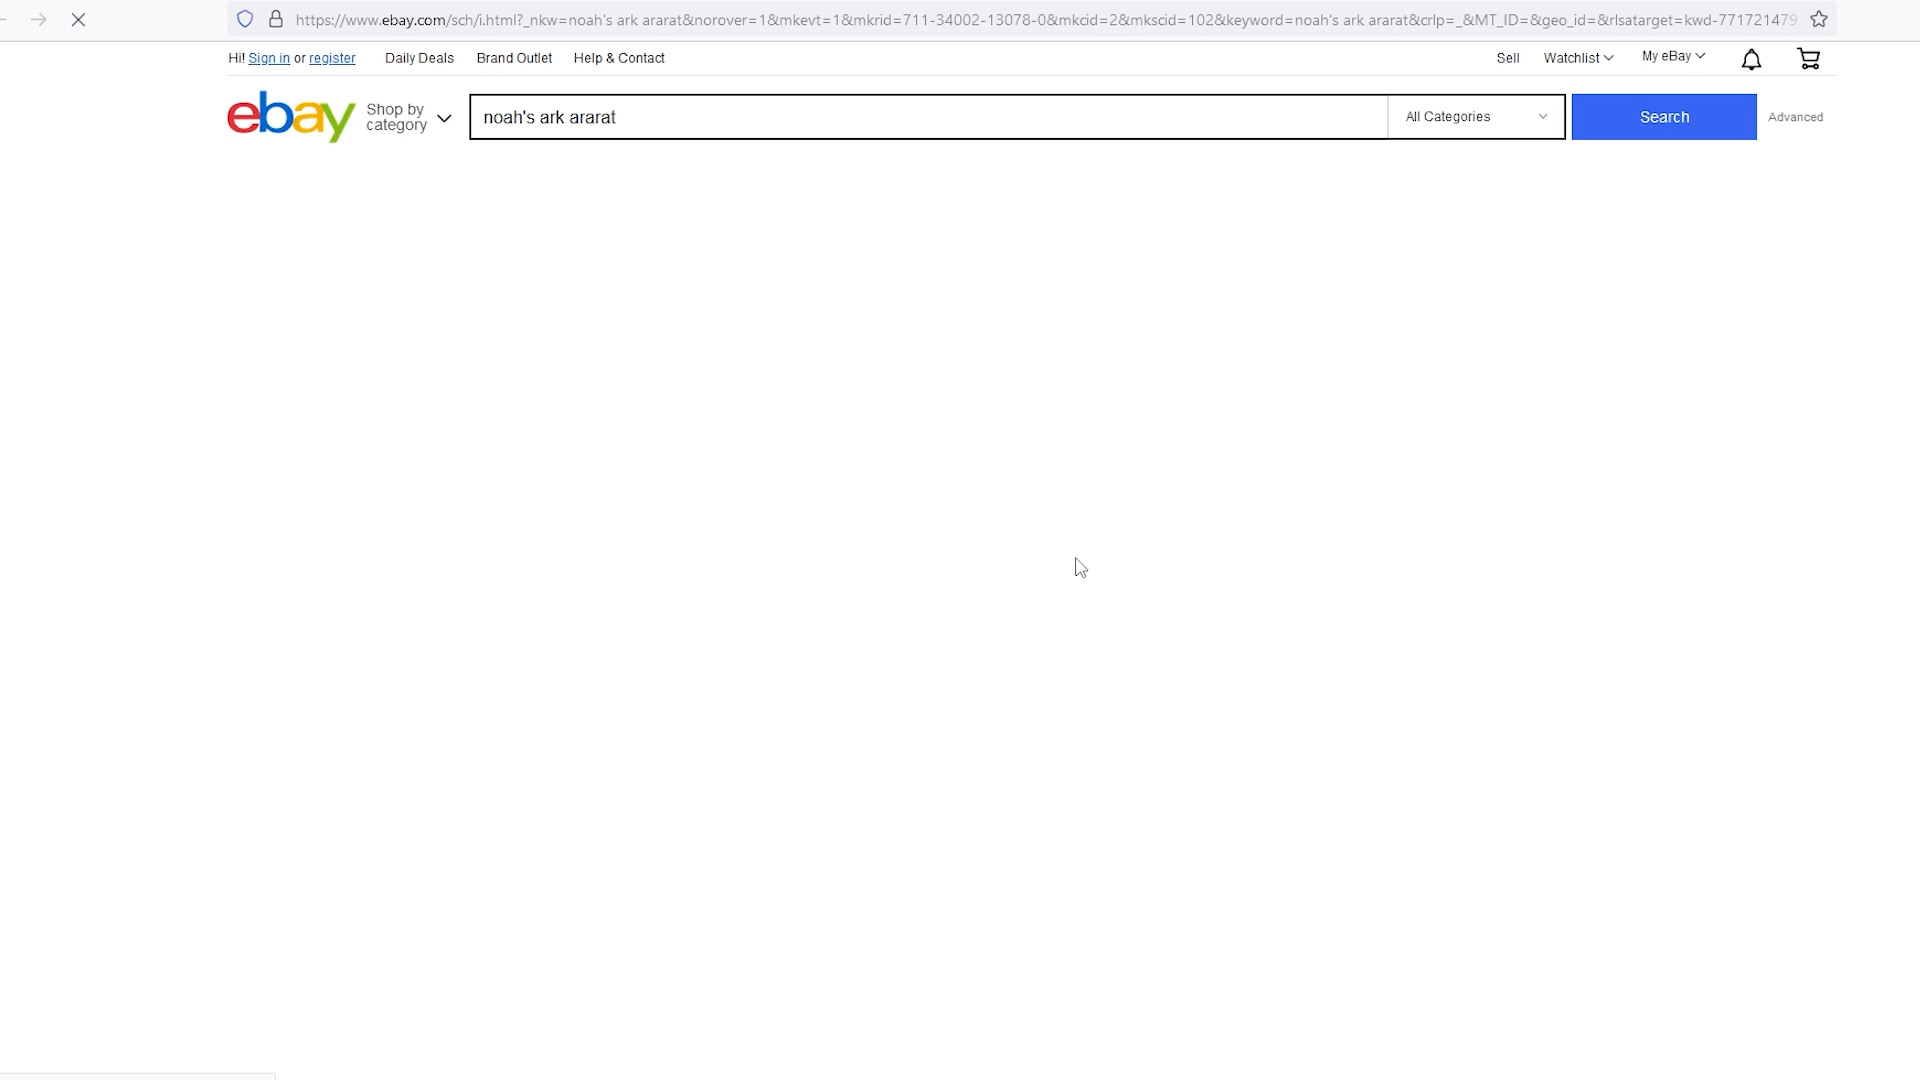 https://www.ebay.com/sch/i.html?_nkw=noah's ark ararat&norover=1&mkevt=1&mkrid=711-34002-13078-0&mkcid=2&mkscid=102&keyword=noah's ark ararat&crlp=_&MT_ID=&geo_id=&rlsatarget=kwd-771721479
Hi! Sign in or register Daily Deals Brand Outlet Help & Contact Sell Watchlist My eBay
ebay Shop by category noah's ark ararat All Categories Search Advanced